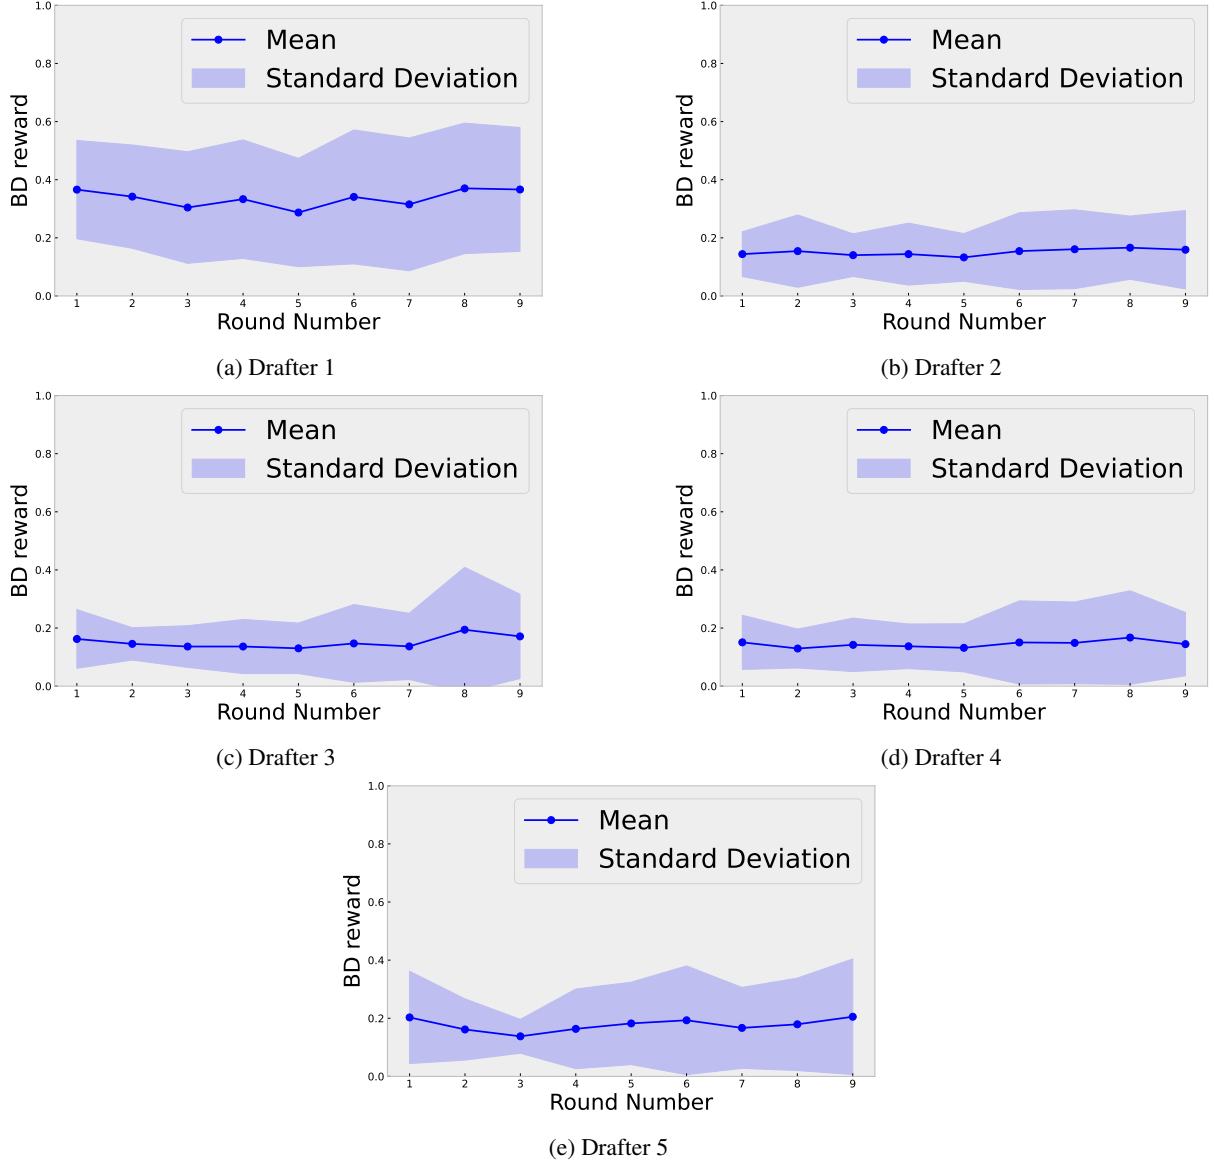 1.0
0.8
0.6
0.4
0.2
0.0
BD reward
Mean
Standard Deviation
1 2 3 4 5 6 7 8 9
Round Number
(a) Drafter 1
1.0
0.8
0.6
0.4
0.2
0.0
BD reward
Mean
Standard Deviation
1 2 3 4 5 6 7 8 9
Round Number
(b) Drafter 2
1.0
0.8
0.6
0.4
0.2
0.0
BD reward
Mean
Standard Deviation
1 2 3 4 5 6 7 8 9
Round Number
(c) Drafter 3
1.0
0.8
0.6
0.4
0.2
0.0
BD reward
Mean
Standard Deviation
1 2 3 4 5 6 7 8 9
Round Number
(d) Drafter 4
1.0
0.8
0.6
0.4
0.2
0.0
BD reward
Mean
Standard Deviation
1 2 3 4 5 6 7 8 9
Round Number
(e) Drafter 5